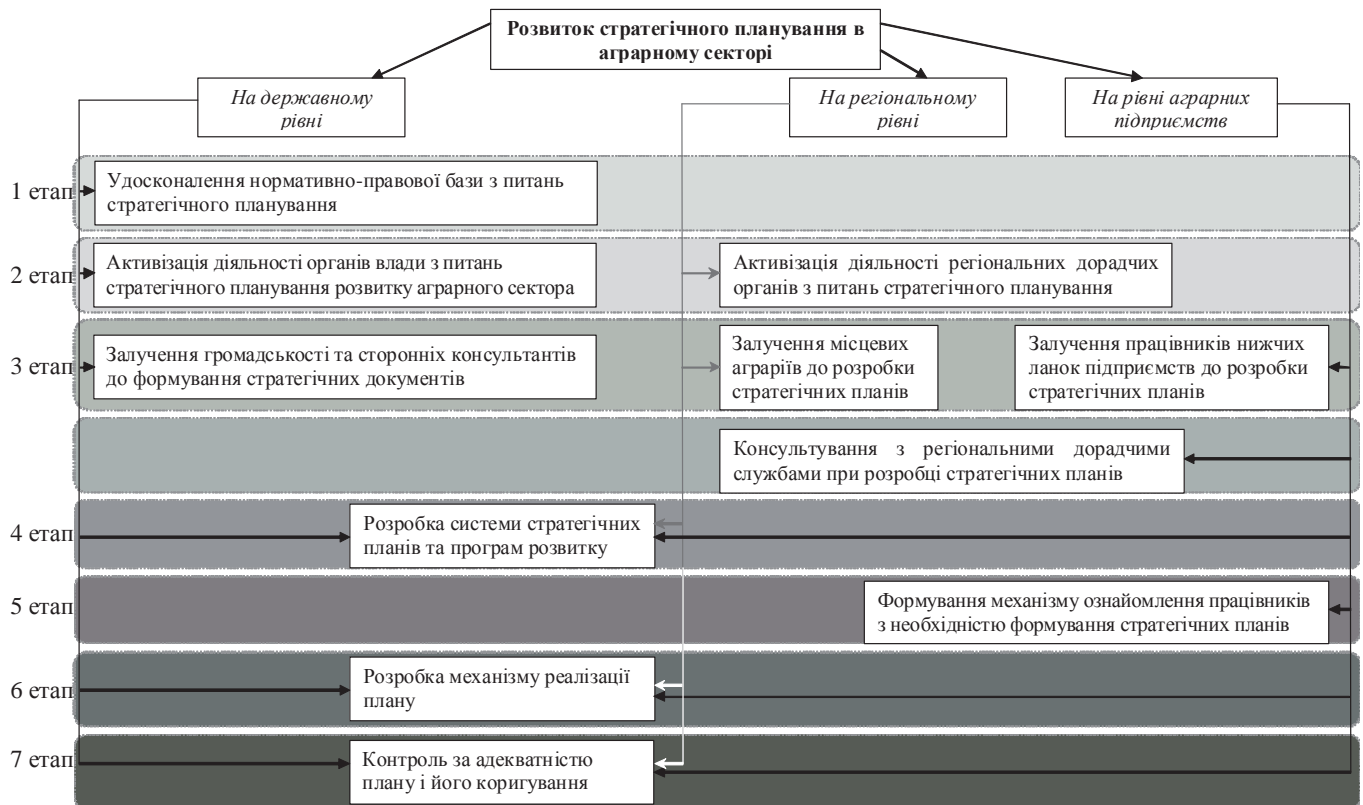 Розвиток стратегічного планування в
аграрному секторі
На державному
рівні
На регіональному
рівні
На рівні аграрних
підприємств
1 етап
Удосконалення нормативно-правової бази з питань
стратегічного планування
2 етап
Активізація діяльності органів влади з питань
стратегічного планування розвитку аграрного сектора
Активізація діяльності регіональних дорадчих
органів з питань стратегічного планування
3 етап
Залучення громадськості та сторонніх консультантів
до формування стратегічних документів
Залучення місцевих
аграріїв до розробки
стратегічних планів
Залучення працівників нижчих
ланок підприємств до розробки
стратегічних планів
Консультування з регіональними дорадчими
службами при розробці стратегічних планів
4 етап
Розробка системи стратегічних
планів та програм розвитку
5 етап
Формування механізму ознайомлення працівників
з необхідністю формування стратегічних планів
6 етап
Розробка механізму реалізації
плану
7 етап
Контроль за адекватністю
плану і його коригування